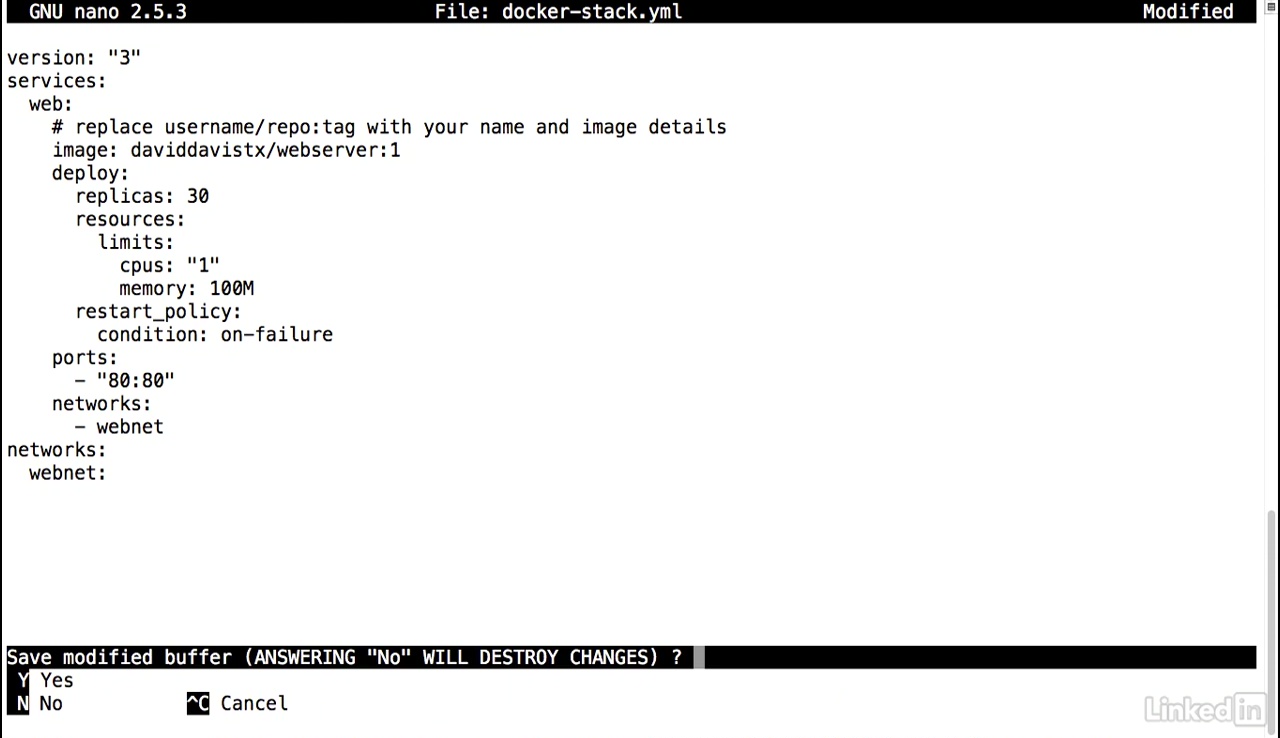 GNU nano 2.5.3 File: docker-stack.yml Modified
version: "3"
services:
  web:
    # replace username/repo:tag with your name and image details
    image: daviddavistx/webserver:1
    deploy:
      replicas: 30
      resources:
        limits:
          cpus: "1"
          memory: 100M
      restart_policy:
        condition: on-failure
    ports:
      - "80:80"
    networks:
      - webnet
networks:
  webnet:
Save modified buffer (ANSWERING "No" WILL DESTROY CHANGES) ?
Y Yes
N No ^C Cancel
Linked in